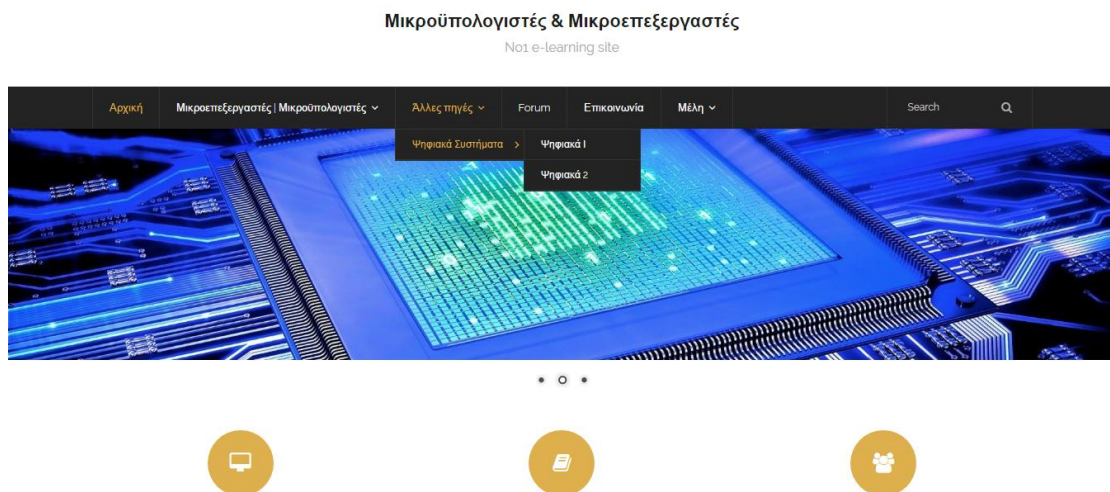 Μικροϋπολογιστές & Μικροεπεξεργαστές
No1 e-learning site
Αρχική Μικροεπεξεργαστές | Μικροϋπολογιστές Άλλες πηγές Forum Επικοινωνία Μέλη Search
Ψηφιακά Συστήματα Ψηφιακά Ι
Ψηφιακά 2